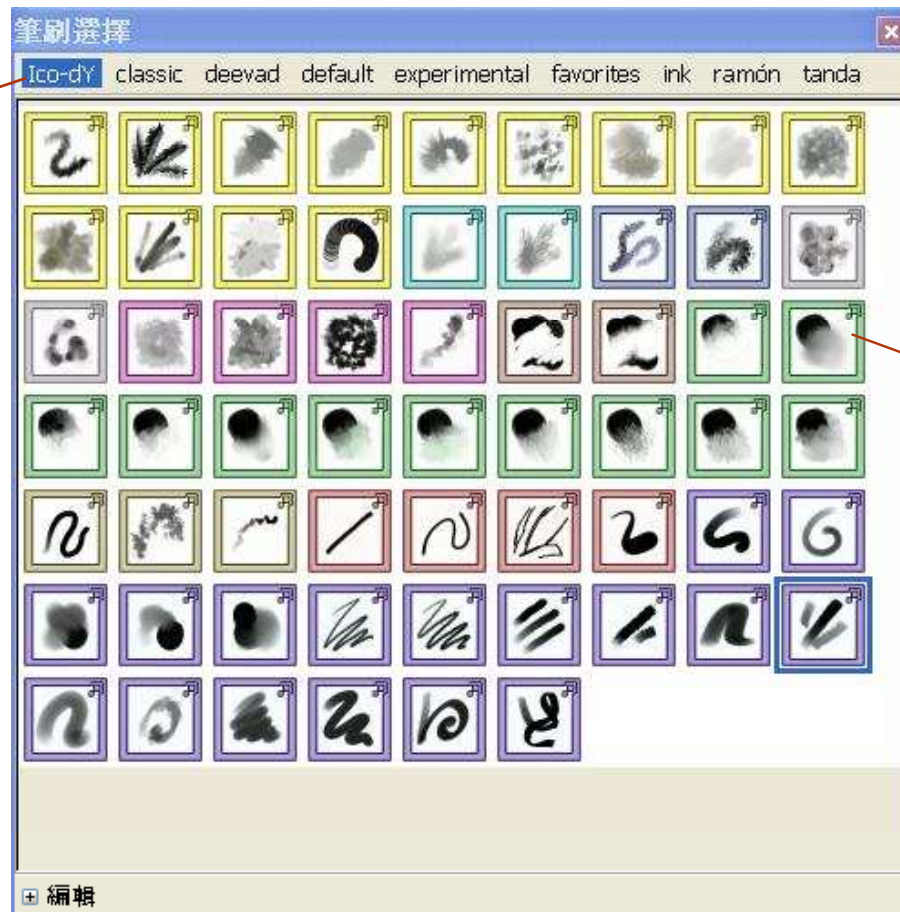 筆刷選擇
Ico-dY classic deevad default experimental favorites ink ramón tanda
編輯